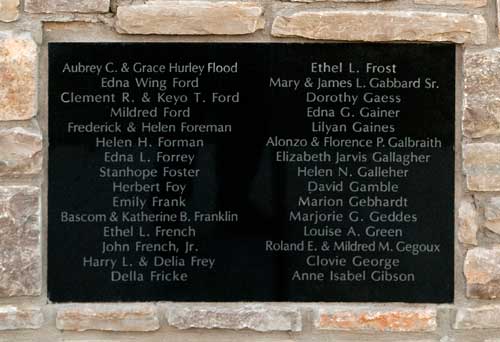 Aubrey C. & Grace Hurley Flood
Edna Wing Ford
Clement R. & Keyo T. Ford
Mildred Ford
Frederick & Helen Foreman
Helen H. Forman
Edna L. Forrey
Stanhope Foster
Herbert Foy
Emily Frank
Bascom & Katherine B. Franklin
Ethel L. French
John French, Jr.
Harry L. & Delia Frey
Della Fricke
Ethel L. Frost
Mary & James L. Gabbard Sr.
Dorothy Gaess
Edna G. Gainer
Lilyan Gaines
Alonzo & Florence P. Galbraith
Elizabeth Jarvis Gallagher
Helen N. Galleher
David Gamble
Marion Gebhardt
Marjorie G. Geddes
Louise A. Green
Roland E. & Mildred M. Gegoux
Clovie George
Anne Isabel Gibson